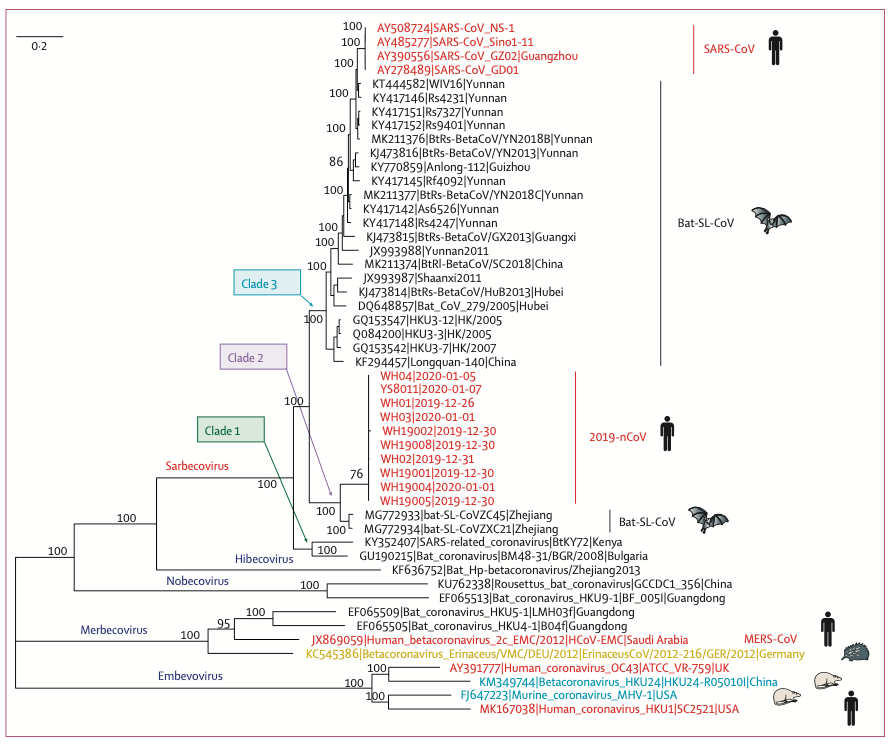 0·2
100
AY508724|SARS-CoV_NS-1
100
AY485277|SARS-CoV_Sino1-11
SARS-CoV
AY390556|SARS-CoV_GZ02|Guangzhou
100
AY278489|SARS-CoV_GD01
KT444582|WIV16|Yunnan
100
KY417146|Rs4231|Yunnan
KY417151|Rs7327|Yunnan
100
KY417152|Rs9401|Yunnan
MK211376|BtRs-BetaCoV/YN2018B|Yunnan
KJ473816|BtRs-BetaCoV/YN2013|Yunnan
86
KY770859|Anlong-112|Guizhou
KY417145|Rf4092|Yunnan
100
MK211377|BtRs-BetaCoV/YN2018C|Yunnan
KY417142|As6526|Yunnan
KY417148|Rs4247|Yunnan
Bat-SL-CoV
100
KJ473815|BtRs-BetaCoV/GX2013|Guangxi
100
JX993988|Yunnan2011
100
MK211374|BtRl-BetaCoV/SC2018|China
JX993987|Shaanxi2011
Clade 3
KJ473814|BtRs-BetaCoV/HuB2013|Hubei
DQ648857|Bat_CoV_279/2005|Hubei
100
GQ153547|HKU3-12|HK/2005
Q084200|HKU3-3|HK/2005
GQ153542|HKU3-7|HK/2007
Clade 2
KF294457|Longquan-140|China
WH04|2020-01-05
YS8011|2020-01-07
100
WH01|2019-12-26
WH03|2020-01-01
Clade 1
WH19002|2019-12-30
2019-nCoV
WH19008|2019-12-30
WH02|2019-12-31
Sarbecovirus
76
WH19001|2019-12-30
100
WH19004|2020-01-01
WH19005|2019-12-30
100
MG772933|bat-SL-CoVZC45|Zhejiang
Bat-SL-CoV
100
100
MG772934|bat-SL-CoVZXC21|Zhejiang
KY352407|SARS-related_coronavirus|BtKY72|Kenya
100
100
GU190215|Bat_coronavirus|BM48-31/BGR/2008|Bulgaria
Hibecovirus
KF636752|Bat_Hp-betacoronavirus/Zhejiang2013
Nobecovirus
100
KU762338|Rousettus_bat_coronavirus|GCCDC1_356|China
EF065513|Bat_coronavirus_HKU9-1|BF_005I|Guangdong
100
EF065509|Bat_coronavirus_HKU5-1|LMH03f|Guangdong
95
EF065505|Bat_coronavirus_HKU4-1|B04f|Guangdong
Merbecovirus
100
JX869059|Human_betacoronavirus_2c_EMC/2012|HCoV-EMC|Saudi Arabia
MERS-CoV
KC545386|Betacoronavirus_Erinaceus/VMC/DEU/2012|ErinaceusCoV/2012-216/GER/2012|Germany
100
AY391777|Human_coronavirus_OC43|ATCC_VR-759|UK
Embevovirus
100
KM349744|Betacoronavirus_HKU24|HKU24-R05010I|China
100
FJ647223|Murine_coronavirus_MHV-1|USA
MK167038|Human_coronavirus_HKU1|SC2521|USA